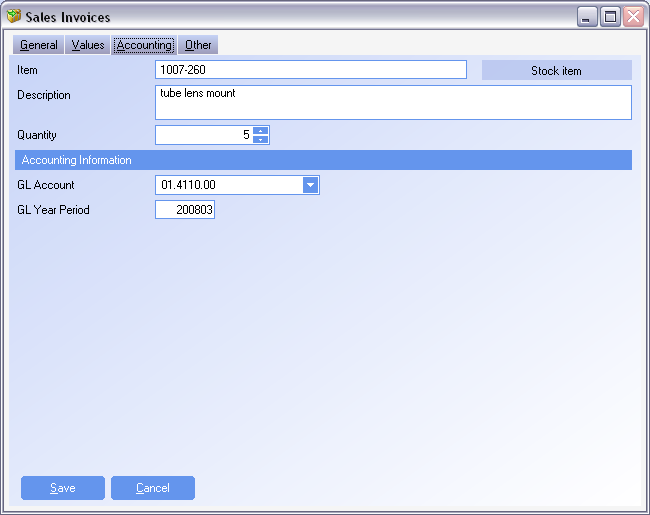 Sales Invoices
General Values Accounting Other
Item 1007-260 Stock item
Description tube lens mount
Quantity 5
Accounting Information
GL Account 01.4110.00
GL Year Period 200803
Save Cancel